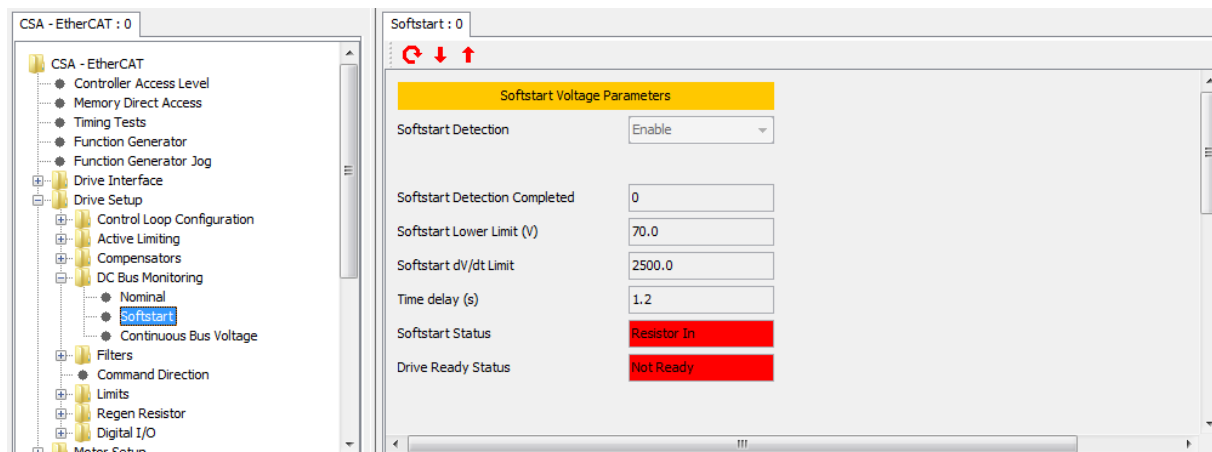 CSA - EtherCAT : 0
CSA - EtherCAT
Controller Access Level
Memory Direct Access
Timing Tests
Function Generator
Function Generator Jog
Drive Interface
Drive Setup
Control Loop Configuration
Active Limiting
Compensators
DC Bus Monitoring
Nominal
Softstart
Continuous Bus Voltage
Filters
Command Direction
Limits
Regen Resistor
Digital I/O
Motor Setup
Softstart : 0
Softstart Voltage Parameters
Softstart Detection Enable
Softstart Detection Completed 0
Softstart Lower Limit (V) 70.0
Softstart dV/dt Limit 2500.0
Time delay (s) 1.2
Softstart Status Resistor In
Drive Ready Status Not Ready